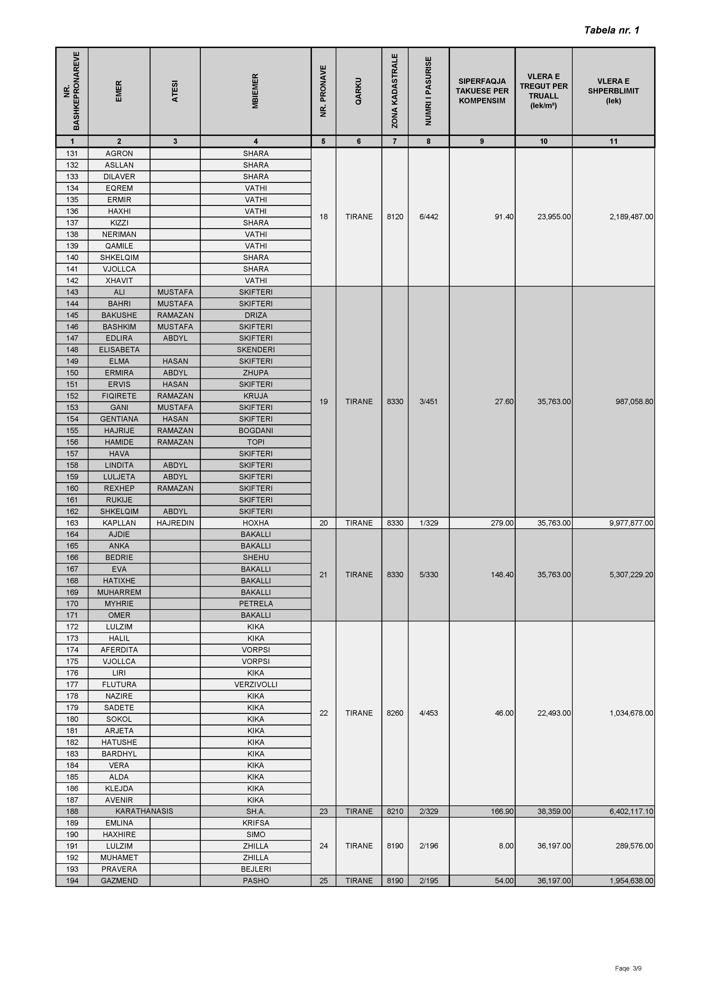 Tabela nr. 1
NR. BASHKEPRONAREVE EMER ATESI MBIEMER NR. PRONAVE QARKU ZONA KADASTRALE NUMRI I PASURISE SIPERFAQJA TAKUESE PER KOMPENSIM VLERA E TREGUT PER TRUALL (lek/m²) VLERA E SHPERBLIMIT (lek)
1 2 3 4 5 6 7 8 9 10 11
131 AGRON SHARA
132 ASLLAN SHARA
133 DILAVER SHARA
134 EQREM VATHI
135 ERMIR VATHI
136 HAXHI VATHI
18 TIRANE 8120 6/442 91.40 23,955.00 2,189,487.00
137 KIZZI SHARA
138 NERIMAN VATHI
139 QAMILE VATHI
140 SHKELQIM SHARA
141 VJOLLCA SHARA
142 XHAVIT VATHI
143 ALI MUSTAFA SKIFTERI
144 BAHRI MUSTAFA SKIFTERI
145 BAKUSHE RAMAZAN DRIZA
146 BASHKIM MUSTAFA SKIFTERI
147 EDLIRA ABDYL SKIFTERI
148 ELISABETA SKENDERI
149 ELMA HASAN SKIFTERI
150 ERMIRA ABDYL ZHUPA
151 ERVIS HASAN SKIFTERI
152 FIQIRETE RAMAZAN KRUJA
19 TIRANE 8330 3/451 27.60 35,763.00 987,058.80
153 GANI MUSTAFA SKIFTERI
154 GENTIANA HASAN SKIFTERI
155 HAJRIJE RAMAZAN BOGDANI
156 HAMIDE RAMAZAN TOPI
157 HAVA SKIFTERI
158 LINDITA ABDYL SKIFTERI
159 LULJETA ABDYL SKIFTERI
160 REXHEP RAMAZAN SKIFTERI
161 RUKIJE SKIFTERI
162 SHKELQIM ABDYL SKIFTERI
163 KAPLLAN HAJREDIN HOXHA 20 TIRANE 8330 1/329 279.00 35,763.00 9,977,877.00
164 AJDIE BAKALLI
165 ANKA BAKALLI
166 BEDRIE SHEHU
167 EVA BAKALLI
21 TIRANE 8330 5/330 148.40 35,763.00 5,307,229.20
168 HATIXHE BAKALLI
169 MUHARREM BAKALLI
170 MYHRIE PETRELA
171 OMER BAKALLI
172 LULZIM KIKA
173 HALIL KIKA
174 AFERDITA VORPSI
175 VJOLLCA VORPSI
176 LIRI KIKA
177 FLUTURA VERZIVOLLI
178 NAZIRE KIKA
179 SADETE KIKA
22 TIRANE 8260 4/453 46.00 22,493.00 1,034,678.00
180 SOKOL KIKA
181 ARJETA KIKA
182 HATUSHE KIKA
183 BARDHYL KIKA
184 VERA KIKA
185 ALDA KIKA
186 KLEJDA KIKA
187 AVENIR KIKA
188 KARATHANASIS SH.A. 23 TIRANE 8210 2/329 166.90 38,359.00 6,402,117.10
189 EMLINA KRIFSA
190 HAXHIRE SIMO
191 LULZIM ZHILLA 24 TIRANE 8190 2/196 8.00 36,197.00 289,576.00
192 MUHAMET ZHILLA
193 PRAVERA BEJLERI
194 GAZMEND PASHO 25 TIRANE 8190 2/195 54.00 36,197.00 1,954,638.00
Faqe 3/9